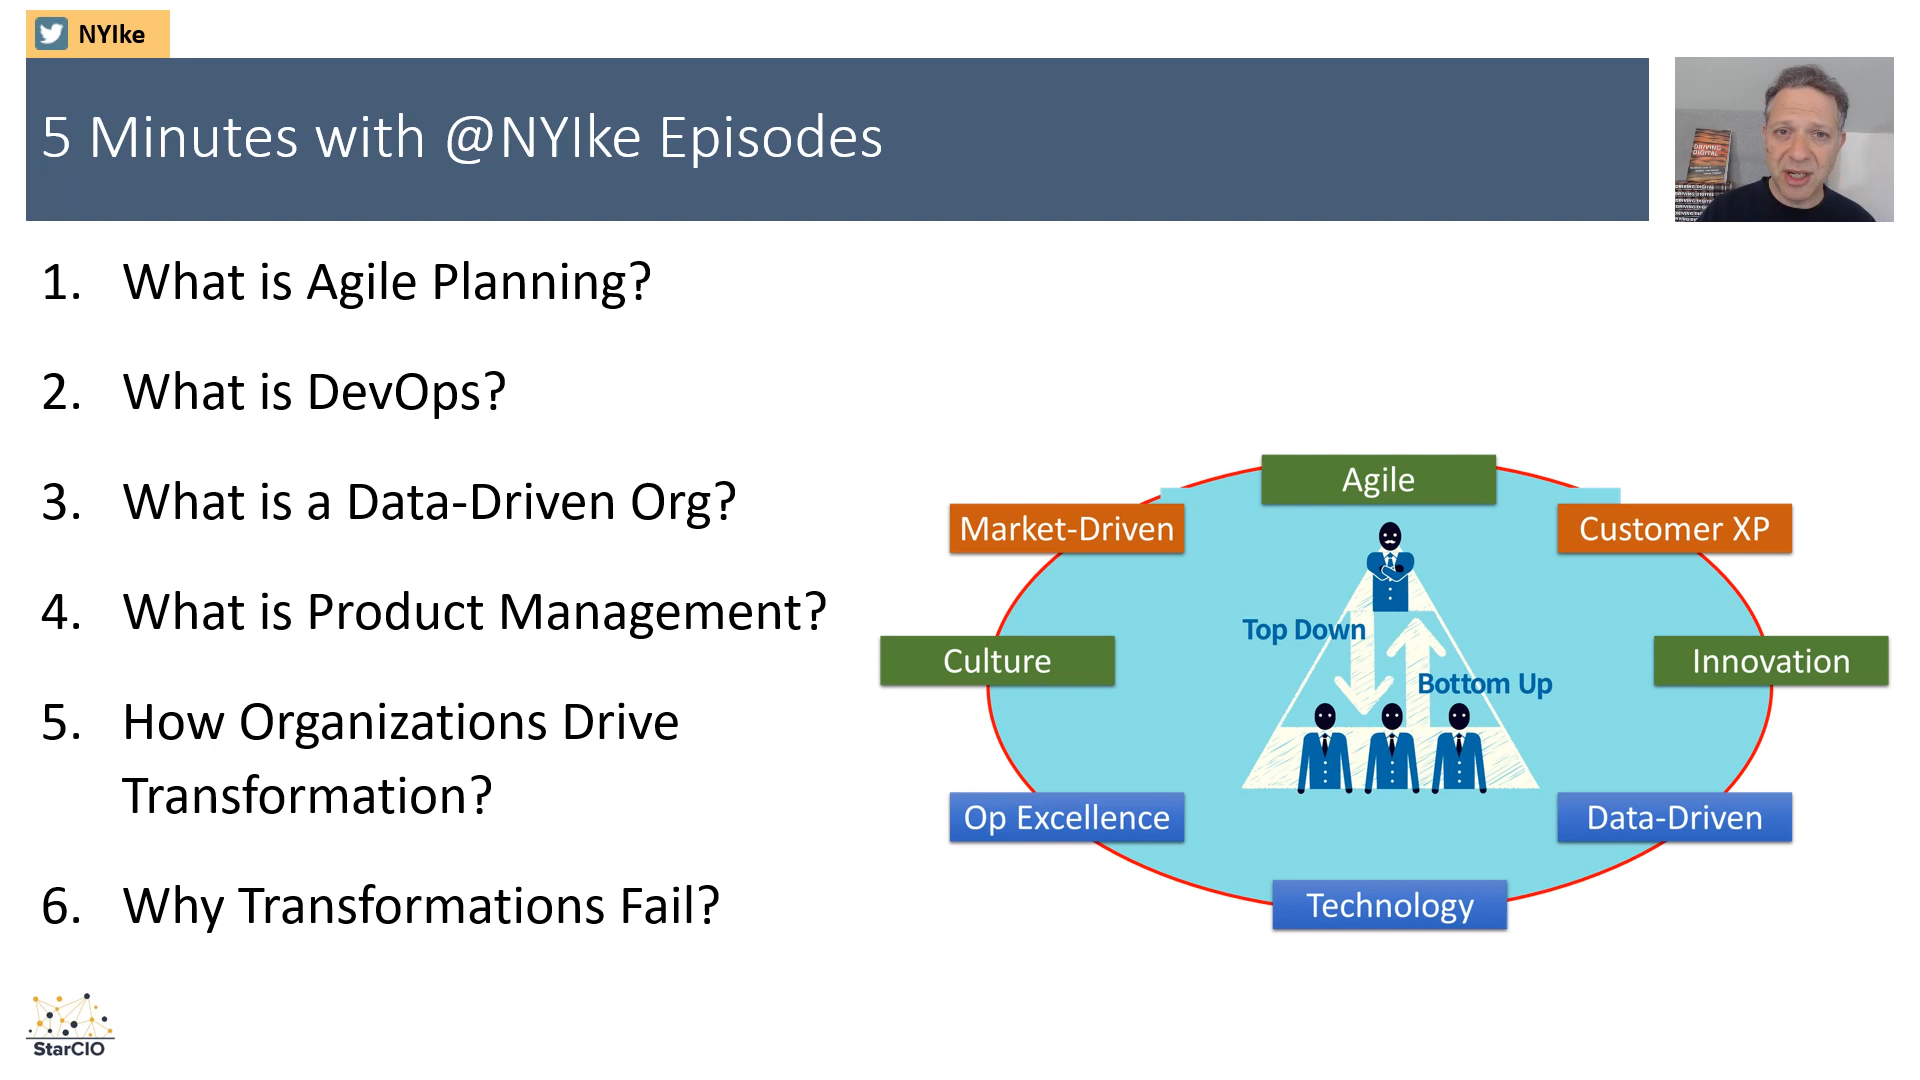 NYIke
5 Minutes with @NYIke Episodes
DRIVING
DIGITAL
1. What is Agile Planning?
2. What is DevOps?
3. What is a Data-Driven Org?
4. What is Product Management?
5. How Organizations Drive
Transformation?
6. Why Transformations Fail?
Agile
Market-Driven
Customer XP
Top Down
Culture
Innovation
Bottom Up
Op Excellence
Data-Driven
Technology
StarCIO